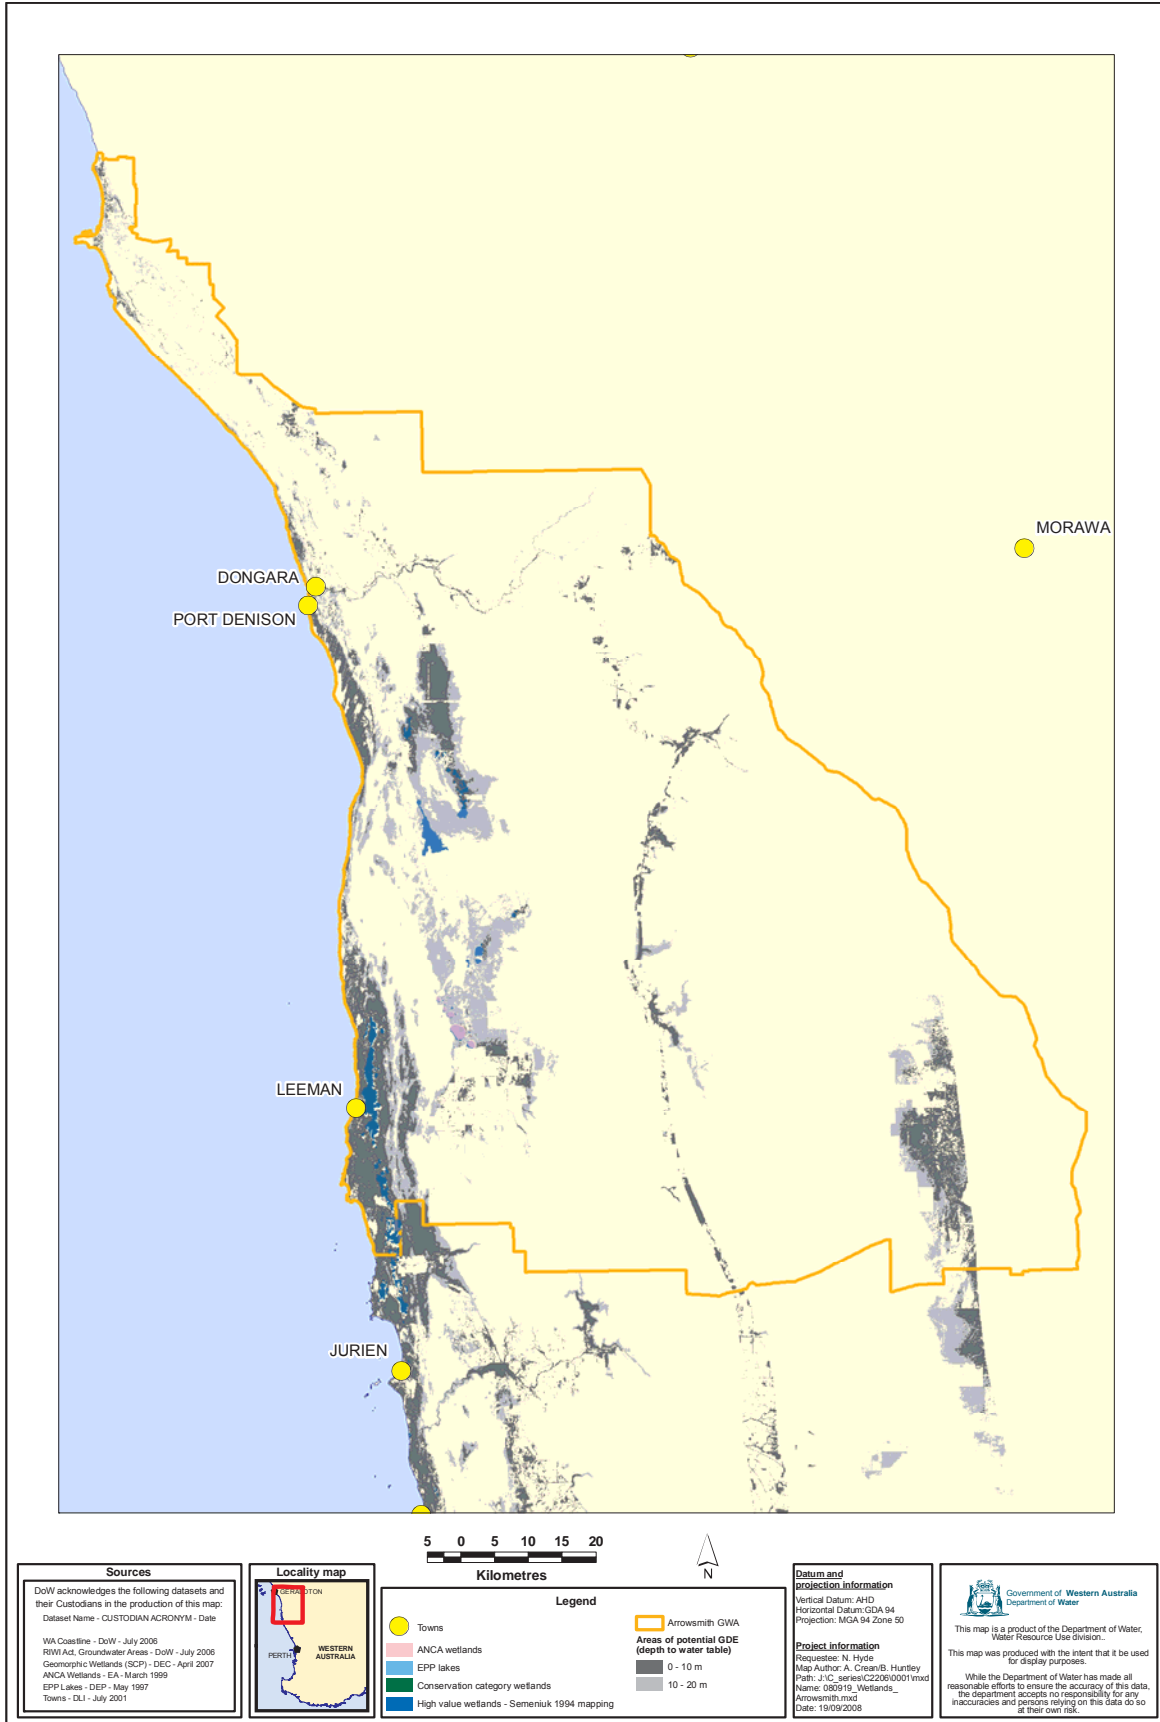 MORAWA
DONGARA
PORT DENISON
LEEMAN
JURIEN
5 0 5 10 15 20
Kilometres
N
Sources
DoW acknowledges the following datasets and
their Custodians in the production of this map:
Dataset Name - CUSTODIAN ACRONYM - Date
WA Coastline - DoW - July 2006
RIWI Act, Groundwater Areas - DoW - July 2006
Geomorphic Wetlands (SCP) - DEC - April 2007
ANCA Wetlands - EA - March 1999
EPP Lakes - DEP - May 1997
Towns - DLI - July 2001
Locality map
GERALDTON
PERTH
WESTERN
AUSTRALIA
Legend
Towns
ANCA wetlands
EPP lakes
Conservation category wetlands
High value wetlands - Semeniuk 1994 mapping
Arrowsmith GWA
Areas of potential GDE
(depth to water table)
0 - 10 m
10 - 20 m
Datum and
projection information
Vertical Datum: AHD
Horizontal Datum:GDA 94
Projection: MGA 94 Zone 50
Project information
Requestee: N. Hyde
Map Author: A. Crean/B. Huntley
Path: J:\C_series\C2206\0001\mxd
Name: 080919_Wetlands_
Arrowsmith.mxd
Date: 19/09/2008
Government of Western Australia
Department of Water
This map is a product of the Department of Water,
Water Resource Use division..
This map was produced with the intent that it be used
for display purposes.
While the Department of Water has made all
reasonable efforts to ensure the accuracy of this data,
the department accepts no responsibility for any
inaccuracies and persons relying on this data do so
at their own risk.